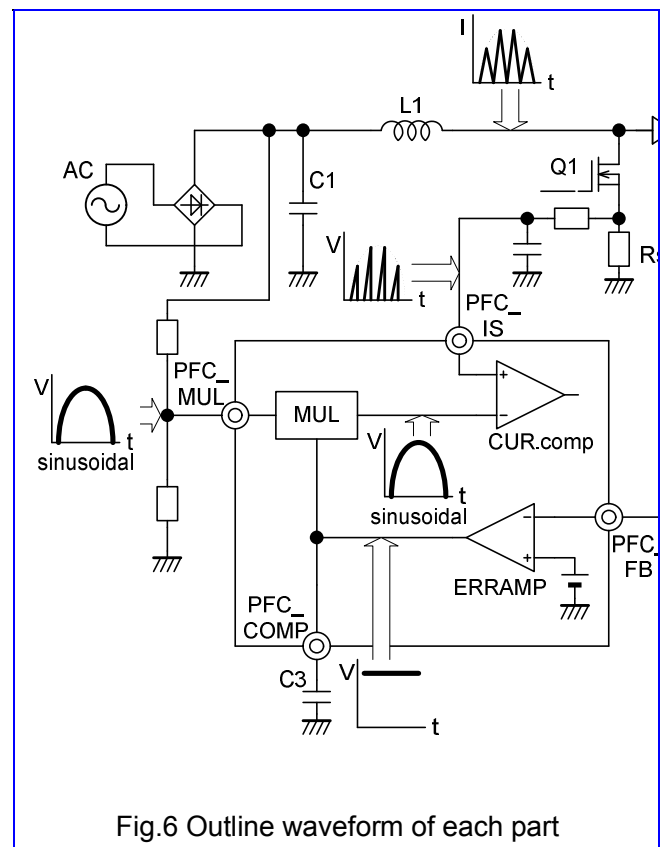 I
t
L1
AC
C1
Q1
V
t
PFC_
IS
PFC_
MUL
V
t
sinusoidal
MUL
+
−
CUR.comp
V
t
sinusoidal
−
+
ERRAMP
PFC_
FB
PFC_
COMP
C3
V
t
Fig.6 Outline waveform of each part